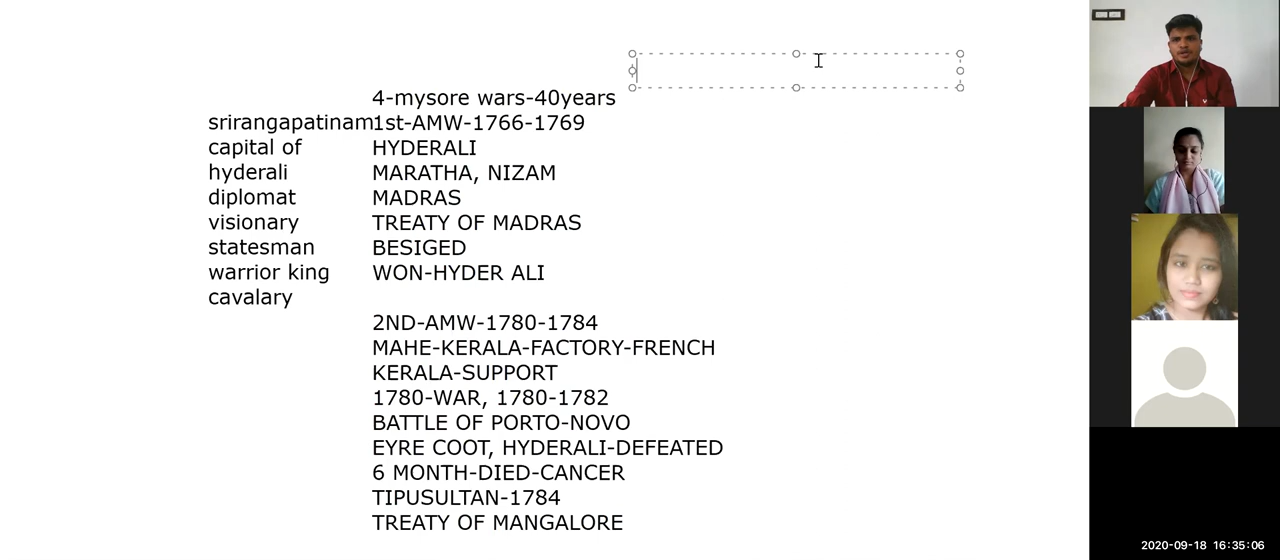 4-mysore wars-40years
srirangapatinam
capital of
hyderali
diplomat
visionary
statesman
warrior king
cavalary
1st-AMW-1766-1769
HYDERALI
MARATHA, NIZAM
MADRAS
TREATY OF MADRAS
BESIGED
WON-HYDER ALI
2ND-AMW-1780-1784
MAHE-KERALA-FACTORY-FRENCH
KERALA-SUPPORT
1780-WAR, 1780-1782
BATTLE OF PORTO-NOVO
EYRE COOT, HYDERALI-DEFEATED
6 MONTH-DIED-CANCER
TIPUSULTAN-1784
TREATY OF MANGALORE
2020-09-18 16:35:06